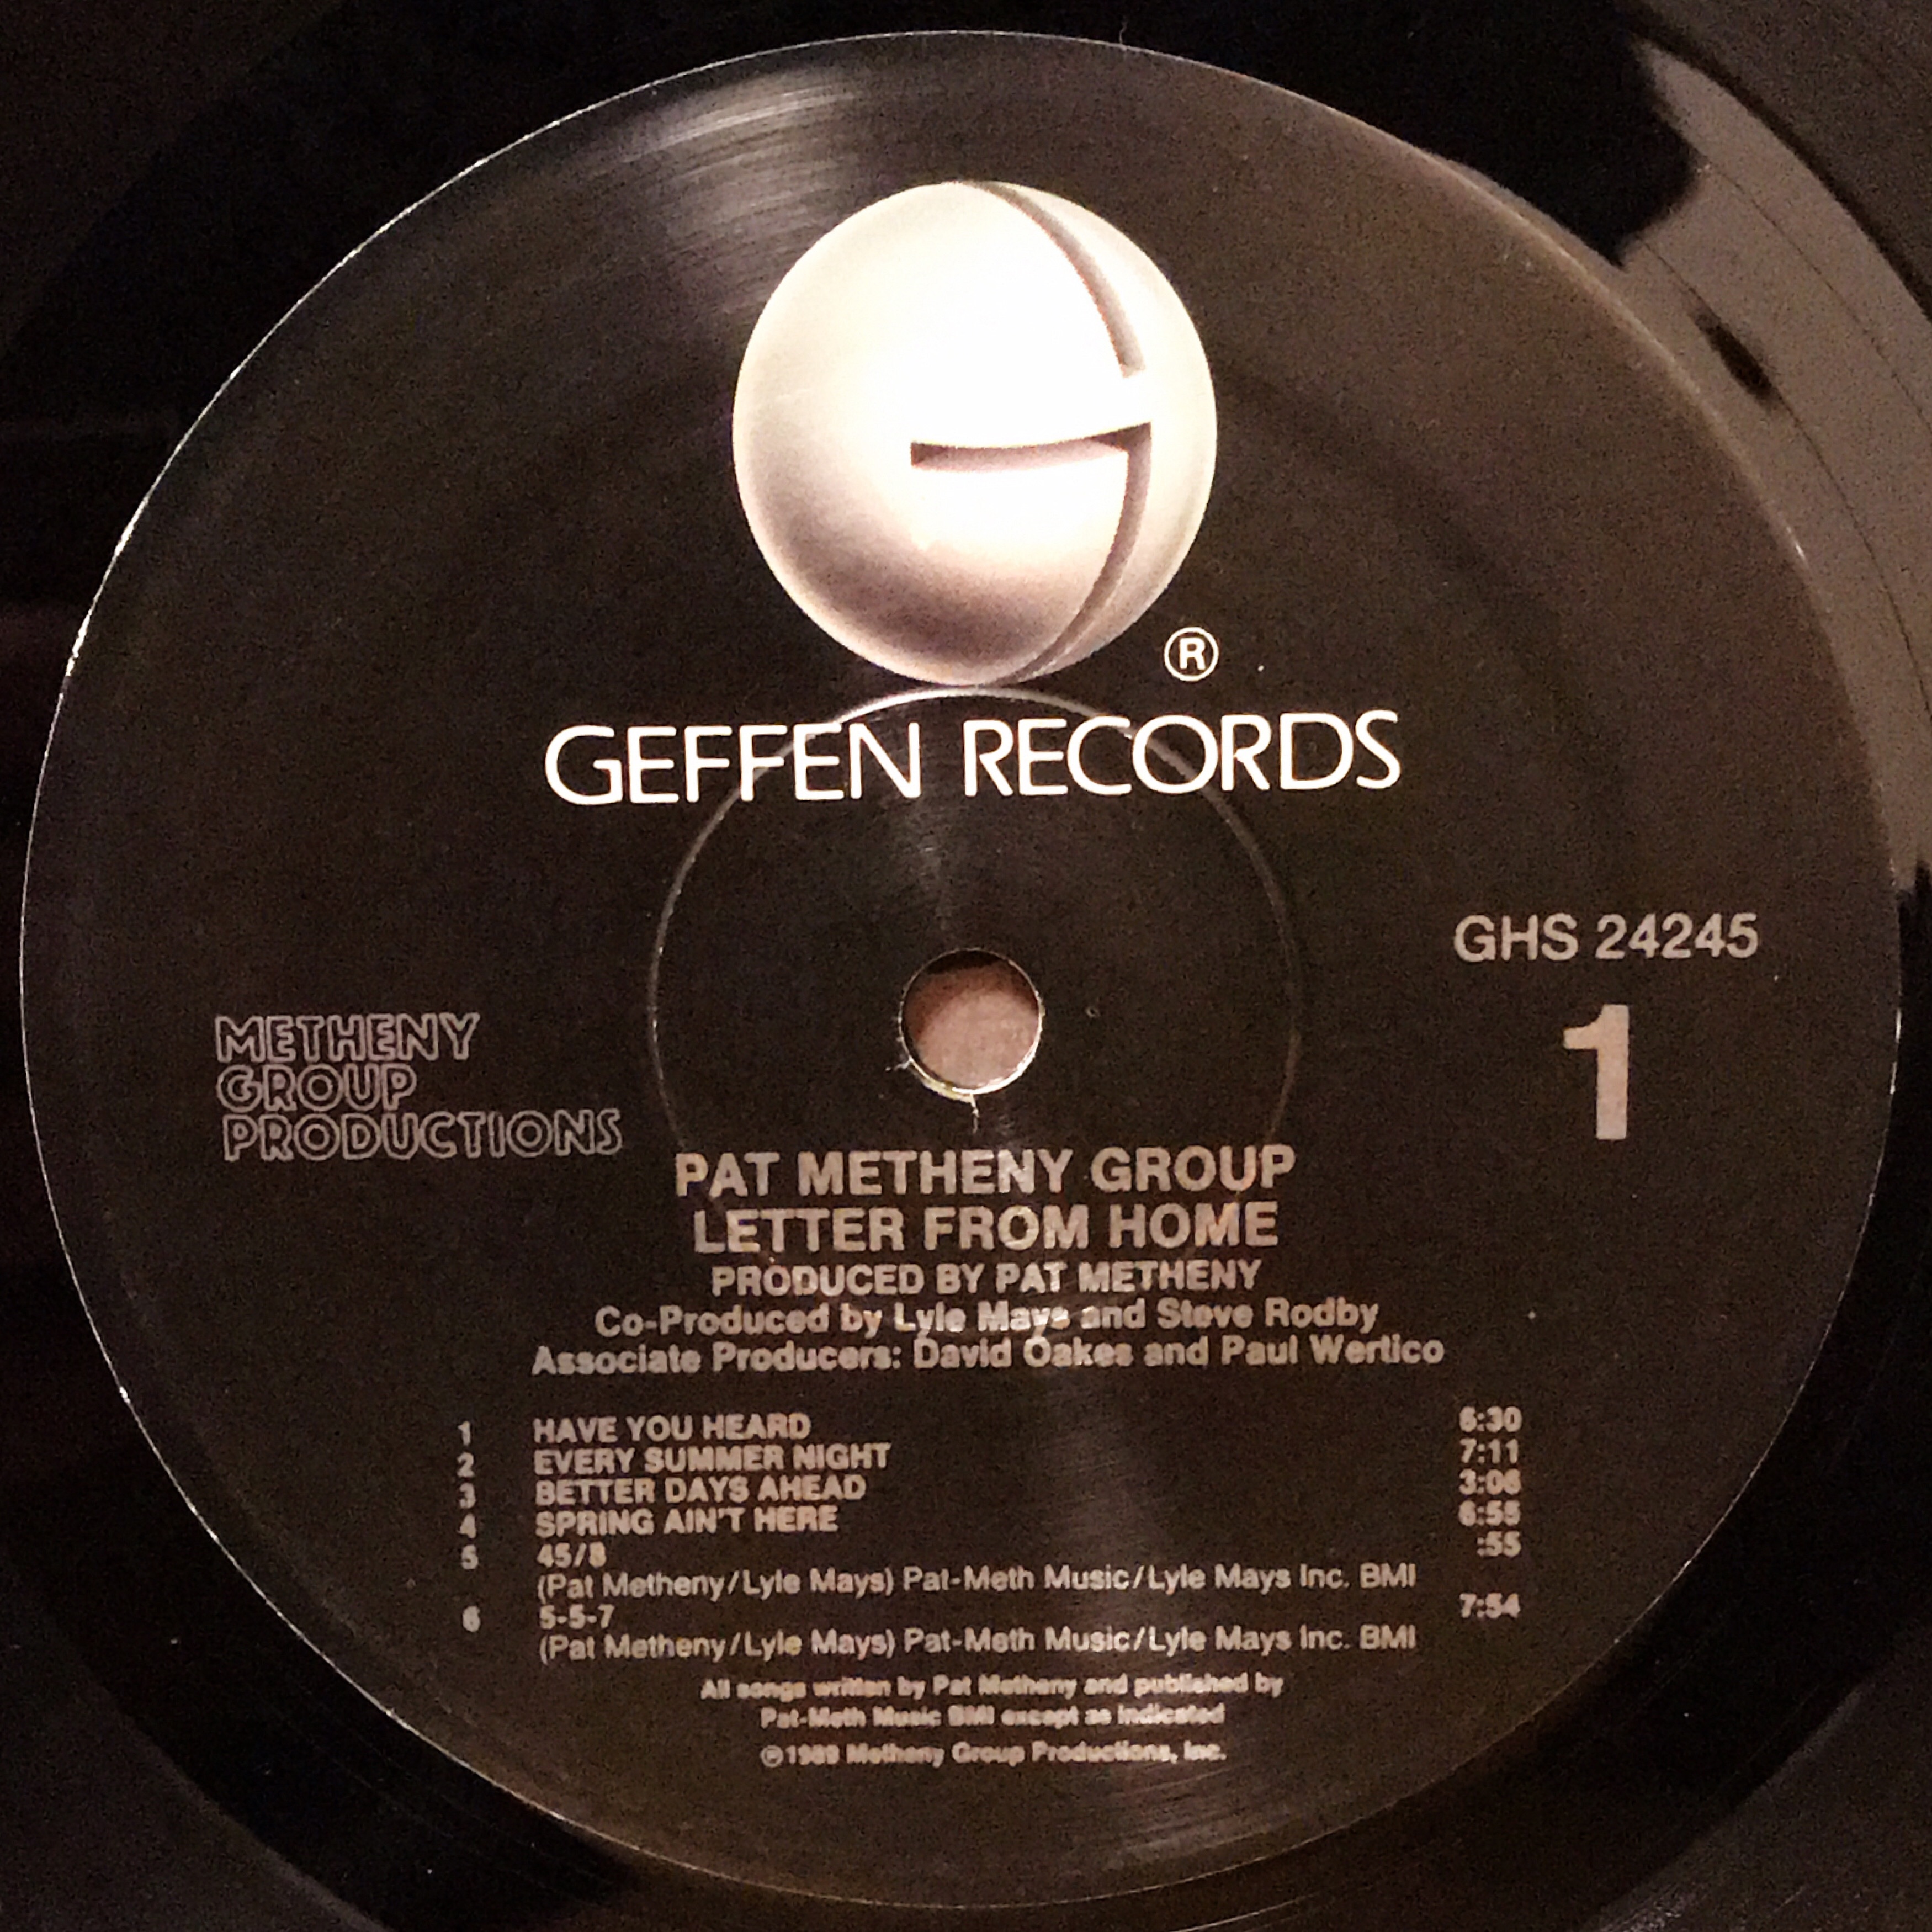 ®
GEFFEN RECORDS
GHS 24245
1
METHENY
GROUP
PRODUCTIONS
PAT METHENY GROUP
LETTER FROM HOME
PRODUCED BY PAT METHENY
Co-Produced by Lyle Mays and Steve Rodby
Associate Producers: David Oakes and Paul Wertico
1 HAVE YOU HEARD 6:30
2 EVERY SUMMER NIGHT 7:11
3 BETTER DAYS AHEAD 3:06
4 SPRING AIN'T HERE 6:55
5 45/8 :55
(Pat Metheny/Lyle Mays) Pat-Meth Music/Lyle Mays Inc. BMI
6 5-5-7 7:54
(Pat Metheny/Lyle Mays) Pat-Meth Music/Lyle Mays Inc. BMI
All songs written by Pat Metheny and published by
Pat-Meth Music BMI except as indicated
℗1989 Metheny Group Productions, Inc.